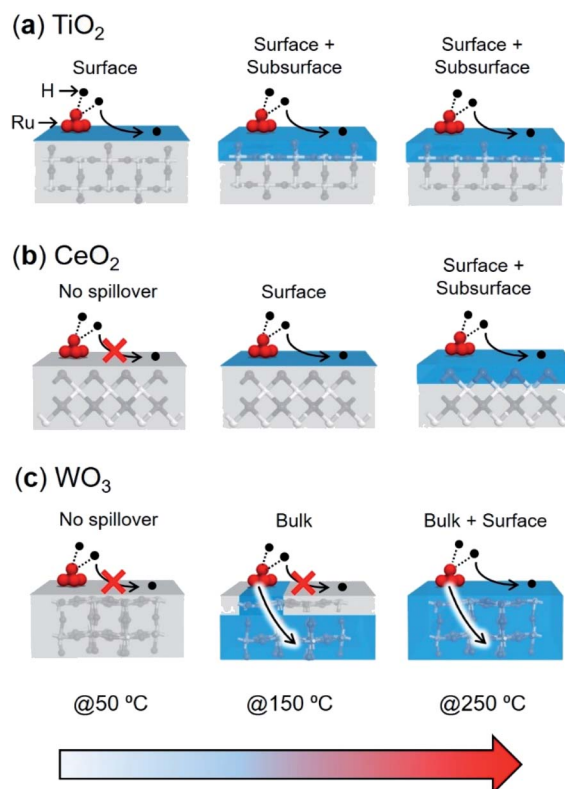 (a) TiO2
Surface
Surface +
Subsurface
Surface +
Subsurface
H
Ru
(b) CeO2
No spillover
Surface
Surface +
Subsurface
(c) WO3
No spillover
Bulk
Bulk + Surface
@50 ºC
@150 ºC
@250 ºC